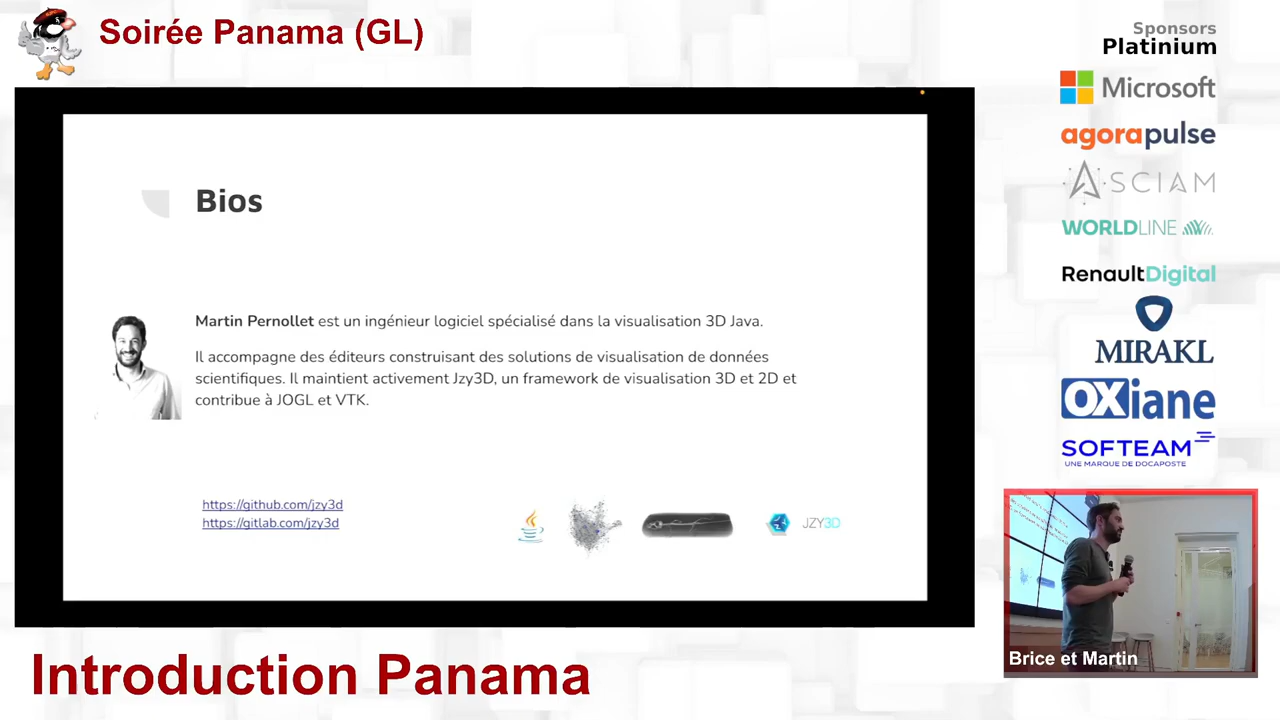 Soirée Panama (GL)
Sponsors
Platinium
Microsoft
agorapulse
ASCIAM
WORLDLINE
RenaultDigital
MIRAKL
OXiane
SOFTEAM
UNE MARQUE DE DOCAPOSTE
Bios
Martin Pernollet est un ingénieur logiciel spécialisé dans la visualisation 3D Java.
Il accompagne des éditeurs construisant des solutions de visualisation de données
scientifiques. Il maintient activement Jzy3D, un framework de visualisation 3D et 2D et
contribue à JOGL et VTK.
https://github.com/jzy3d
https://gitlab.com/jzy3d
JZY3D
Brice et Martin
Introduction Panama